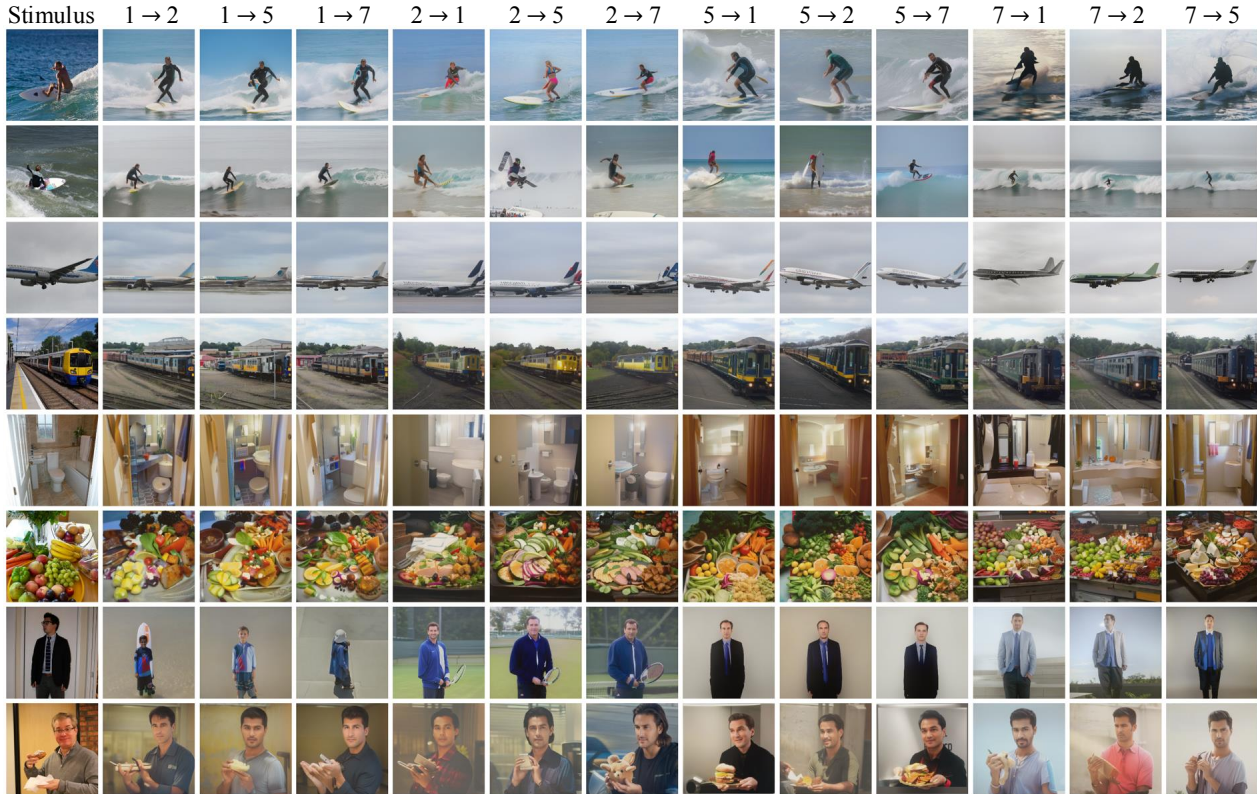 Stimulus 1 → 2 1 → 5 1 → 7 2 → 1 2 → 5 2 → 7 5 → 1 5 → 2 5 → 7 7 → 1 7 → 2 7 → 5